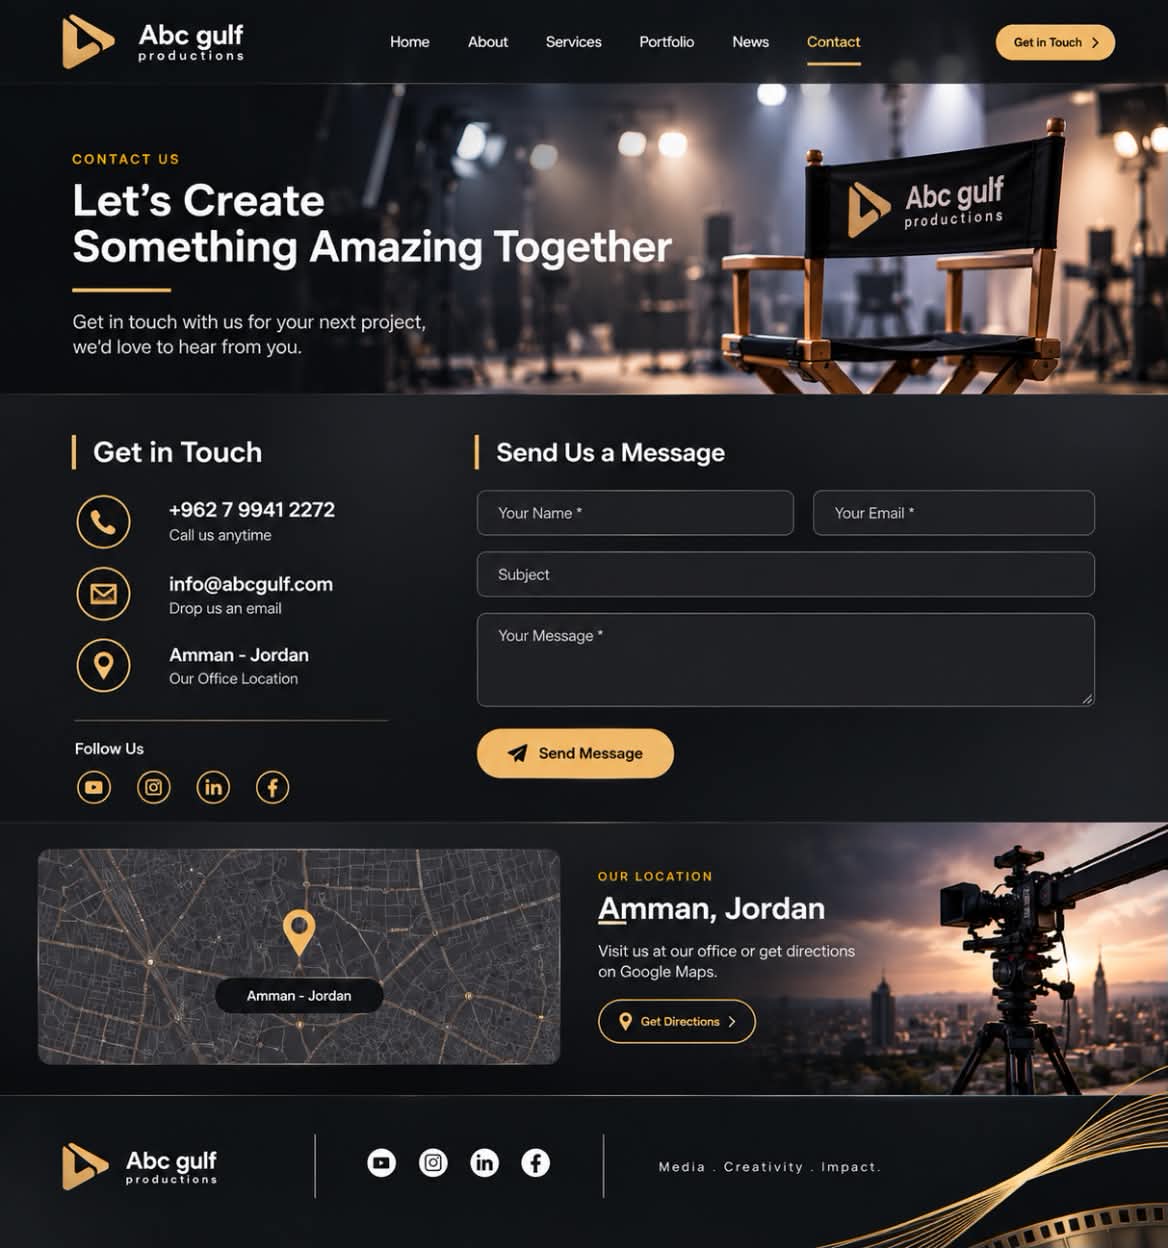 Abc gulf
productions
Home
About
Services
Portfolio
News
Contact
Get in Touch
CONTACT US
Let's Create
Something Amazing Together
Get in touch with us for your next project,
we'd love to hear from you.
Abc gulf
productions
Get in Touch
+962 7 9941 2272
Call us anytime
info@abcgulf.com
Drop us an email
Amman - Jordan
Our Office Location
Follow Us
Send Us a Message
Your Name *
Your Email *
Subject
Your Message *
Send Message
Amman - Jordan
OUR LOCATION
Amman, Jordan
Visit us at our office or get directions
on Google Maps.
Get Directions
Abc gulf
productions
Media . Creativity . Impact.